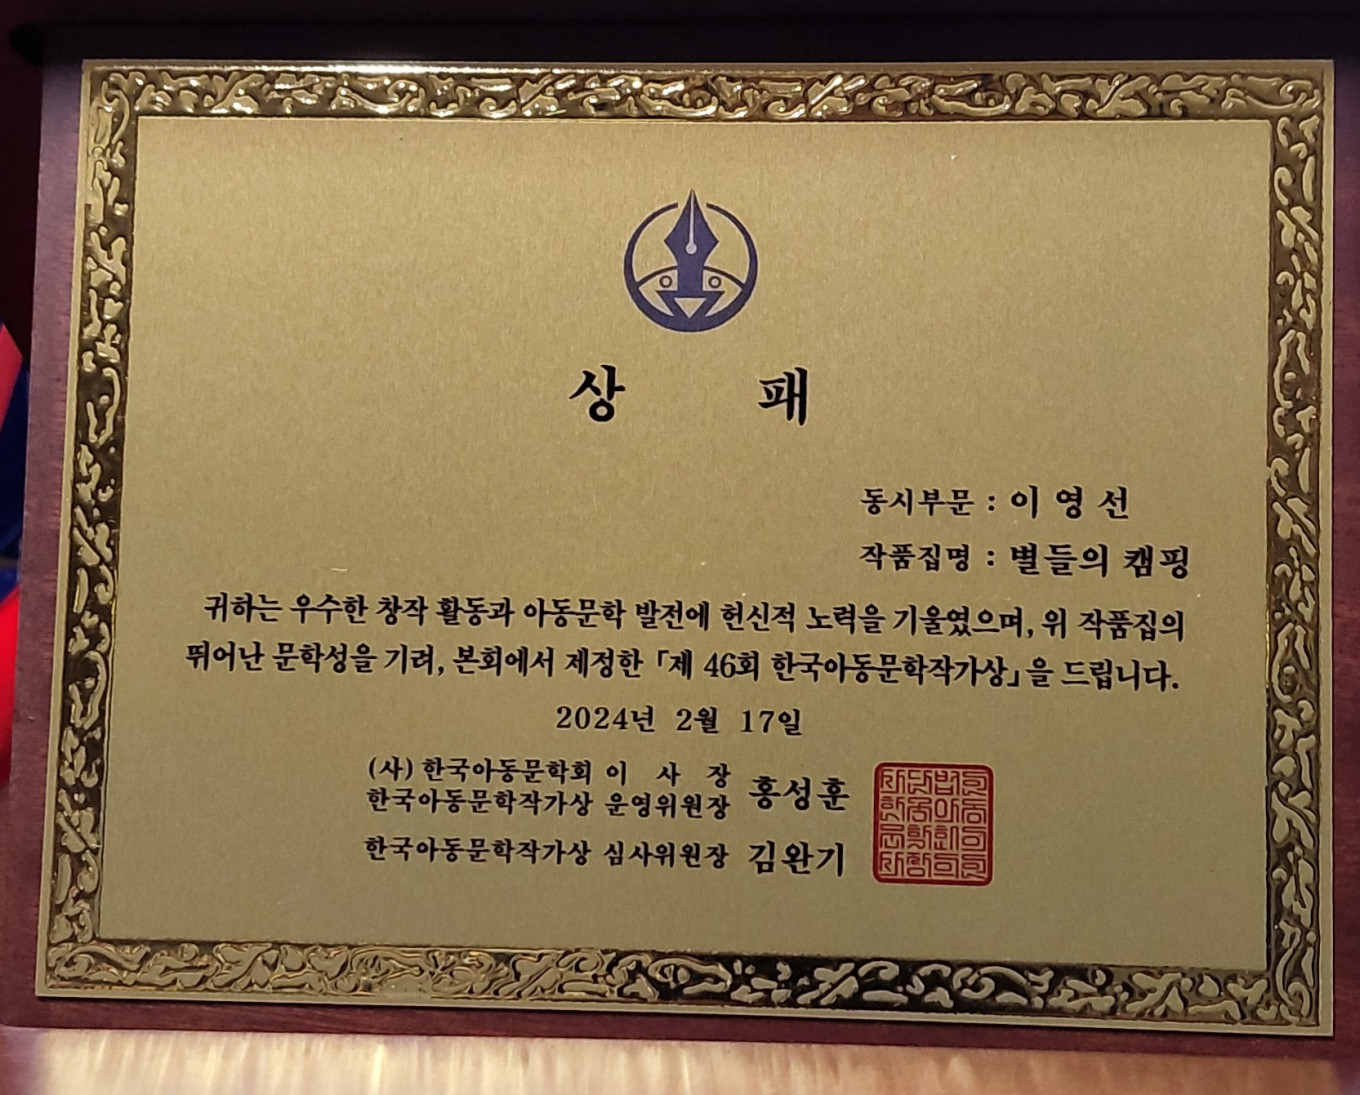 상 패
동시부문 : 이 영 선
작품집명 : 별들의 캠핑
귀하는 우수한 창작 활동과 아동문학 발전에 헌신적 노력을 기울였으며, 위 작품집의
뛰어난 문학성을 기려, 본회에서 제정한 「제 46회 한국아동문학작가상」을 드립니다.
2024년 2월 17일
(사) 한국아동문학회 이 사 장
한국아동문학작가상 운영위원장 홍성훈
한국아동문학작가상 심사위원장 김완기